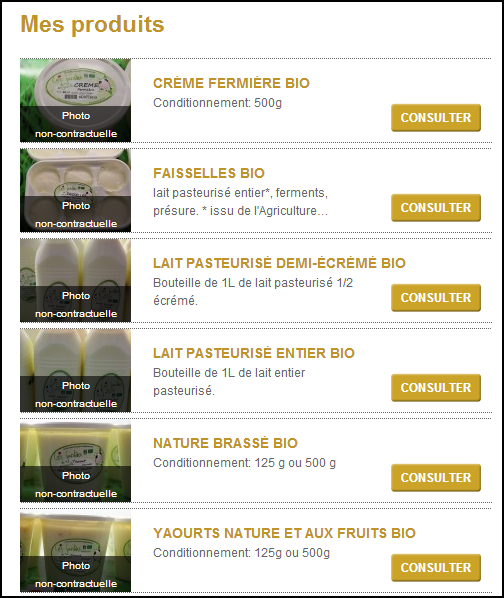 Mes produits
CRÈME FERMIÈRE BIO
Conditionnement: 500g
CREME
Photo
non-contractuelle
CONSULTER
FAISSELLES BIO
lait pasteurisé entier*, ferments,
présure. * issu de l'Agriculture...
Photo
non-contractuelle
CONSULTER
LAIT PASTEURISÉ DEMI-ÉCRÉMÉ BIO
Bouteille de 1L de lait pasteurisé 1/2
écrémé.
Photo
non-contractuelle
CONSULTER
LAIT PASTEURISÉ ENTIER BIO
Bouteille de 1L de lait entier
pasteurisé.
Photo
non-contractuelle
CONSULTER
NATURE BRASSÉ BIO
Conditionnement: 125 g ou 500 g
Photo
non-contractuelle
CONSULTER
YAOURTS NATURE ET AUX FRUITS BIO
Conditionnement: 125g ou 500g
Photo
non-contractuelle
CONSULTER